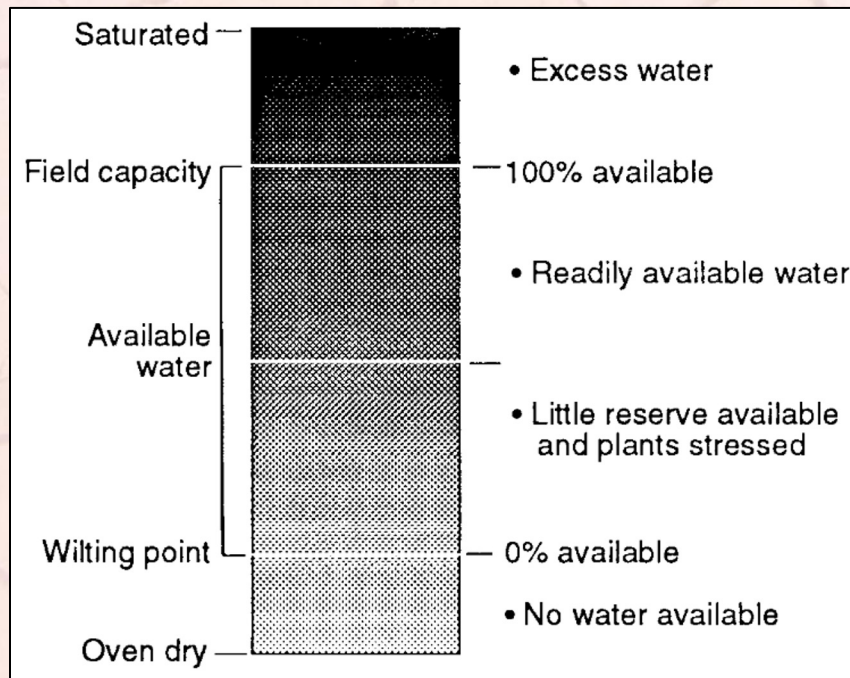 Saturated
• Excess water
Field capacity
100% available
• Readily available water
Available
water
• Little reserve available
and plants stressed
Wilting point
0% available
• No water available
Oven dry